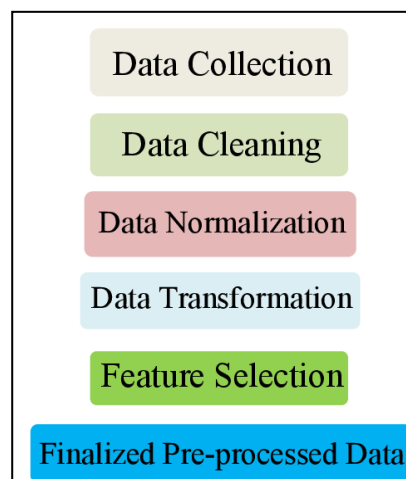 Data Collection
Data Cleaning
Data Normalization
Data Transformation
Feature Selection
Finalized Pre-processed Data